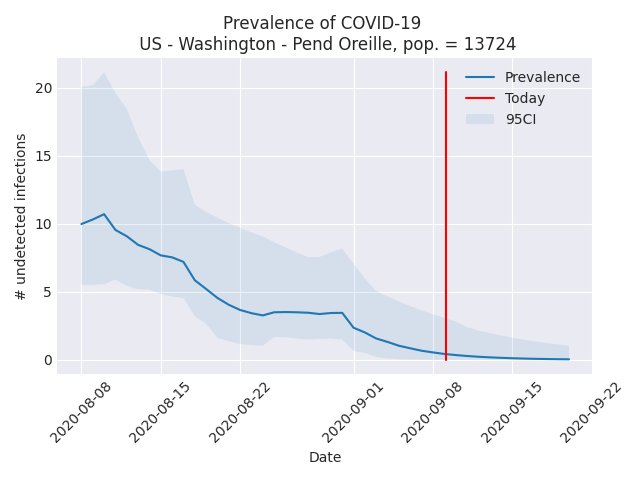 Prevalence of COVID-19
US - Washington - Pend Oreille, pop. = 13724
Prevalence
Today
95CI
# undetected infections
20
15
10
5
0
2020-08-08
2020-08-15
2020-08-22
2020-09-01
2020-09-08
2020-09-15
2020-09-22
Date